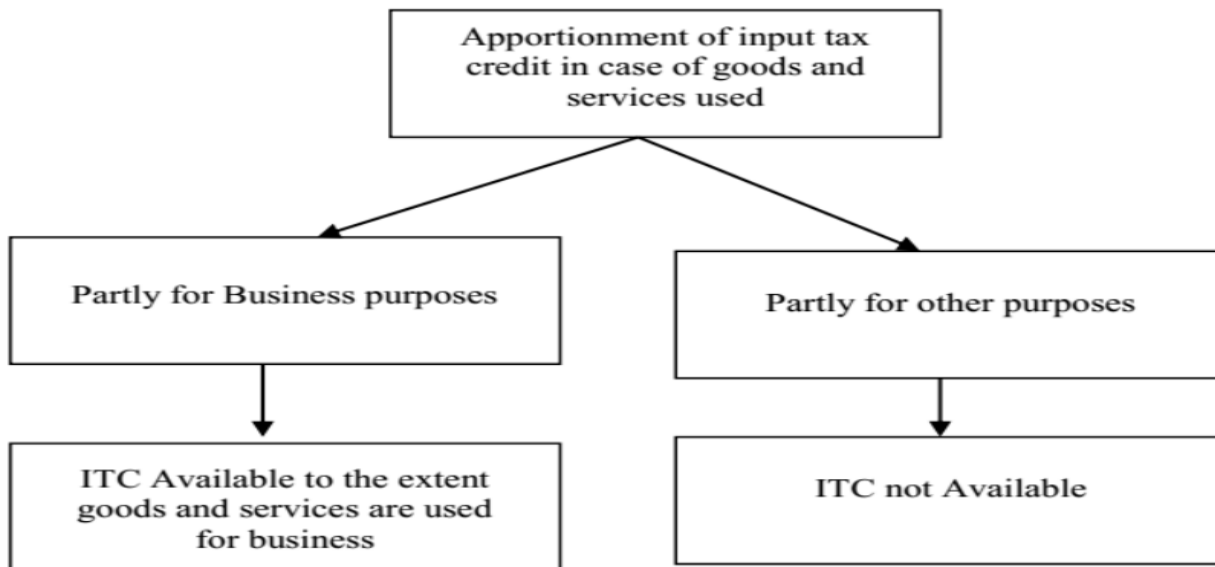 Apportionment of input tax
credit in case of goods and
services used
Partly for Business purposes
Partly for other purposes
ITC Available to the extent
goods and services are used
for business
ITC not Available